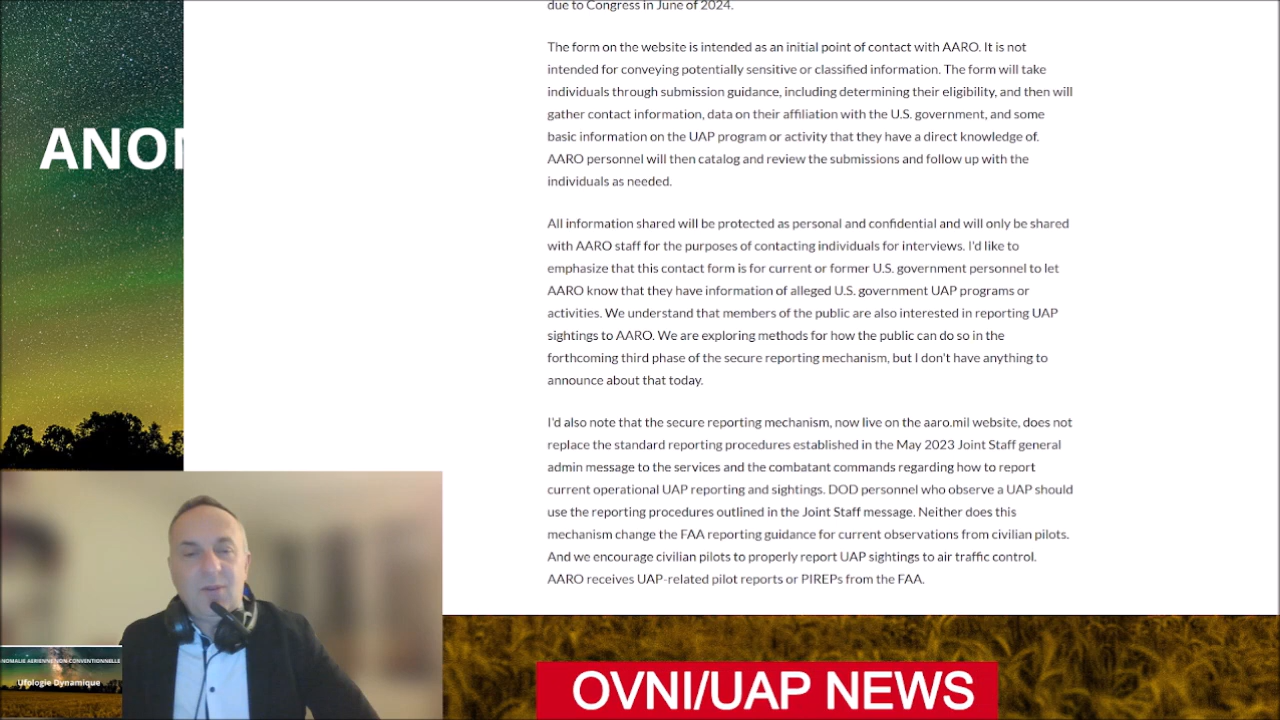 due to Congress in June of 2024.
The form on the website is intended as an initial point of contact with AARO. It is not
intended for conveying potentially sensitive or classified information. The form will take
individuals through submission guidance, including determining their eligibility, and then will
gather contact information, data on their affiliation with the U.S. government, and some
basic information on the UAP program or activity that they have a direct knowledge of.
AARO personnel will then catalog and review the submissions and follow up with the
individuals as needed.
All information shared will be protected as personal and confidential and will only be shared
with AARO staff for the purposes of contacting individuals for interviews. I'd like to
emphasize that this contact form is for current or former U.S. government personnel to let
AARO know that they have information of alleged U.S. government UAP programs or
activities. We understand that members of the public are also interested in reporting UAP
sightings to AARO. We are exploring methods for how the public can do so in the
forthcoming third phase of the secure reporting mechanism, but I don't have anything to
announce about that today.
I'd also note that the secure reporting mechanism, now live on the aaro.mil website, does not
replace the standard reporting procedures established in the May 2023 Joint Staff general
admin message to the services and the combatant commands regarding how to report
current operational UAP reporting and sightings. DOD personnel who observe a UAP should
use the reporting procedures outlined in the Joint Staff message. Neither does this
mechanism change the FAA reporting guidance for current observations from civilian pilots.
And we encourage civilian pilots to properly report UAP sightings to air traffic control.
AARO receives UAP-related pilot reports or PIREPs from the FAA.
ANO
NOMALIE AERIENNE NON-CONVENTIONNELLE
Ufologie Dynamique
OVNI/UAP NEWS